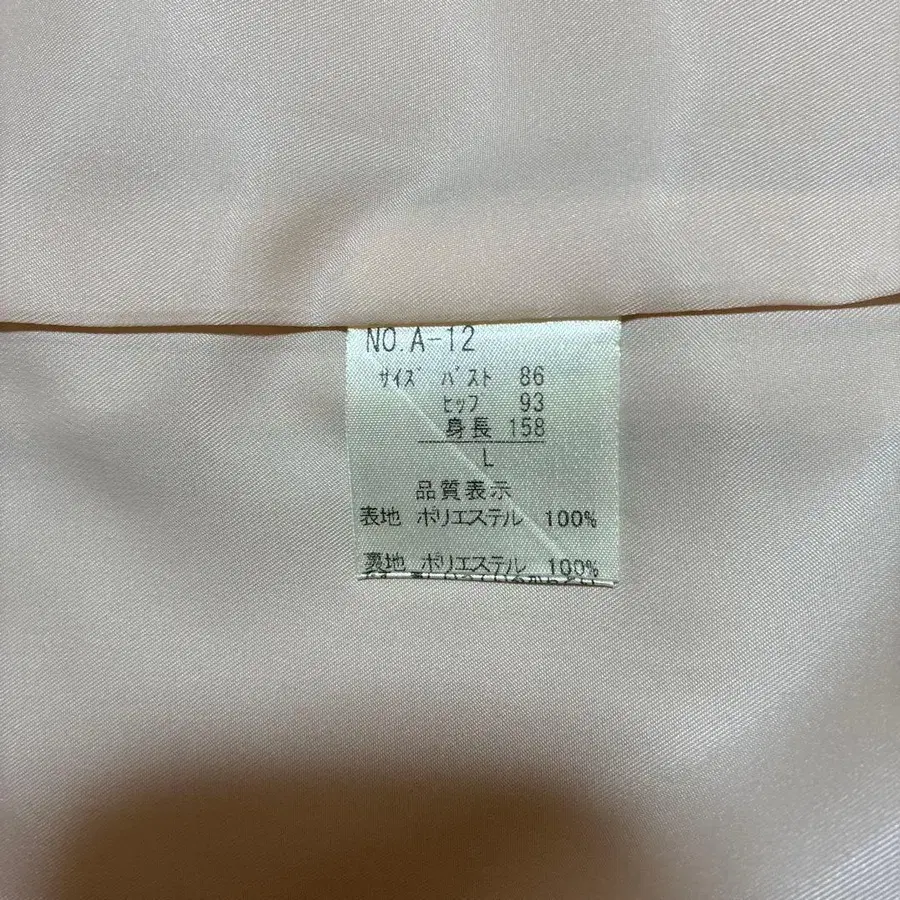 NO.A-12
ｻｲｽﾞ ﾊﾞｽﾄ 86
ﾋｯﾌﾟ 93
身長 158
L
品質表示
表地 ポリエステル 100%
裏地 ポリエステル 100%